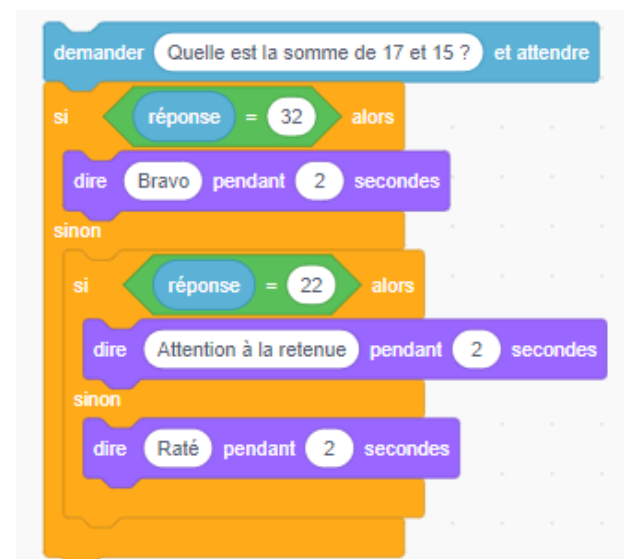 demander Quelle est la somme de 17 et 15 ? et attendre
si réponse = 32 alors
dire Bravo pendant 2 secondes
sinon
si réponse = 22 alors
dire Attention à la retenue pendant 2 secondes
sinon
dire Raté pendant 2 secondes